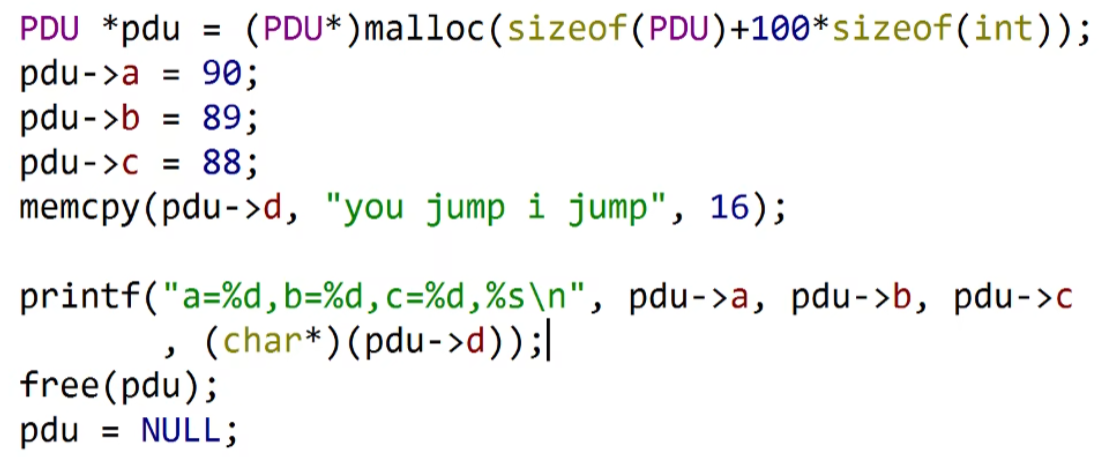 PDU *pdu = (PDU*)malloc(sizeof(PDU)+100*sizeof(int));
pdu->a = 90;
pdu->b = 89;
pdu->c = 88;
memcpy(pdu->d, "you jump i jump", 16);
printf("a=%d,b=%d,c=%d,%s\n", pdu->a, pdu->b, pdu->c
, (char*)(pdu->d));
free(pdu);
pdu = NULL;